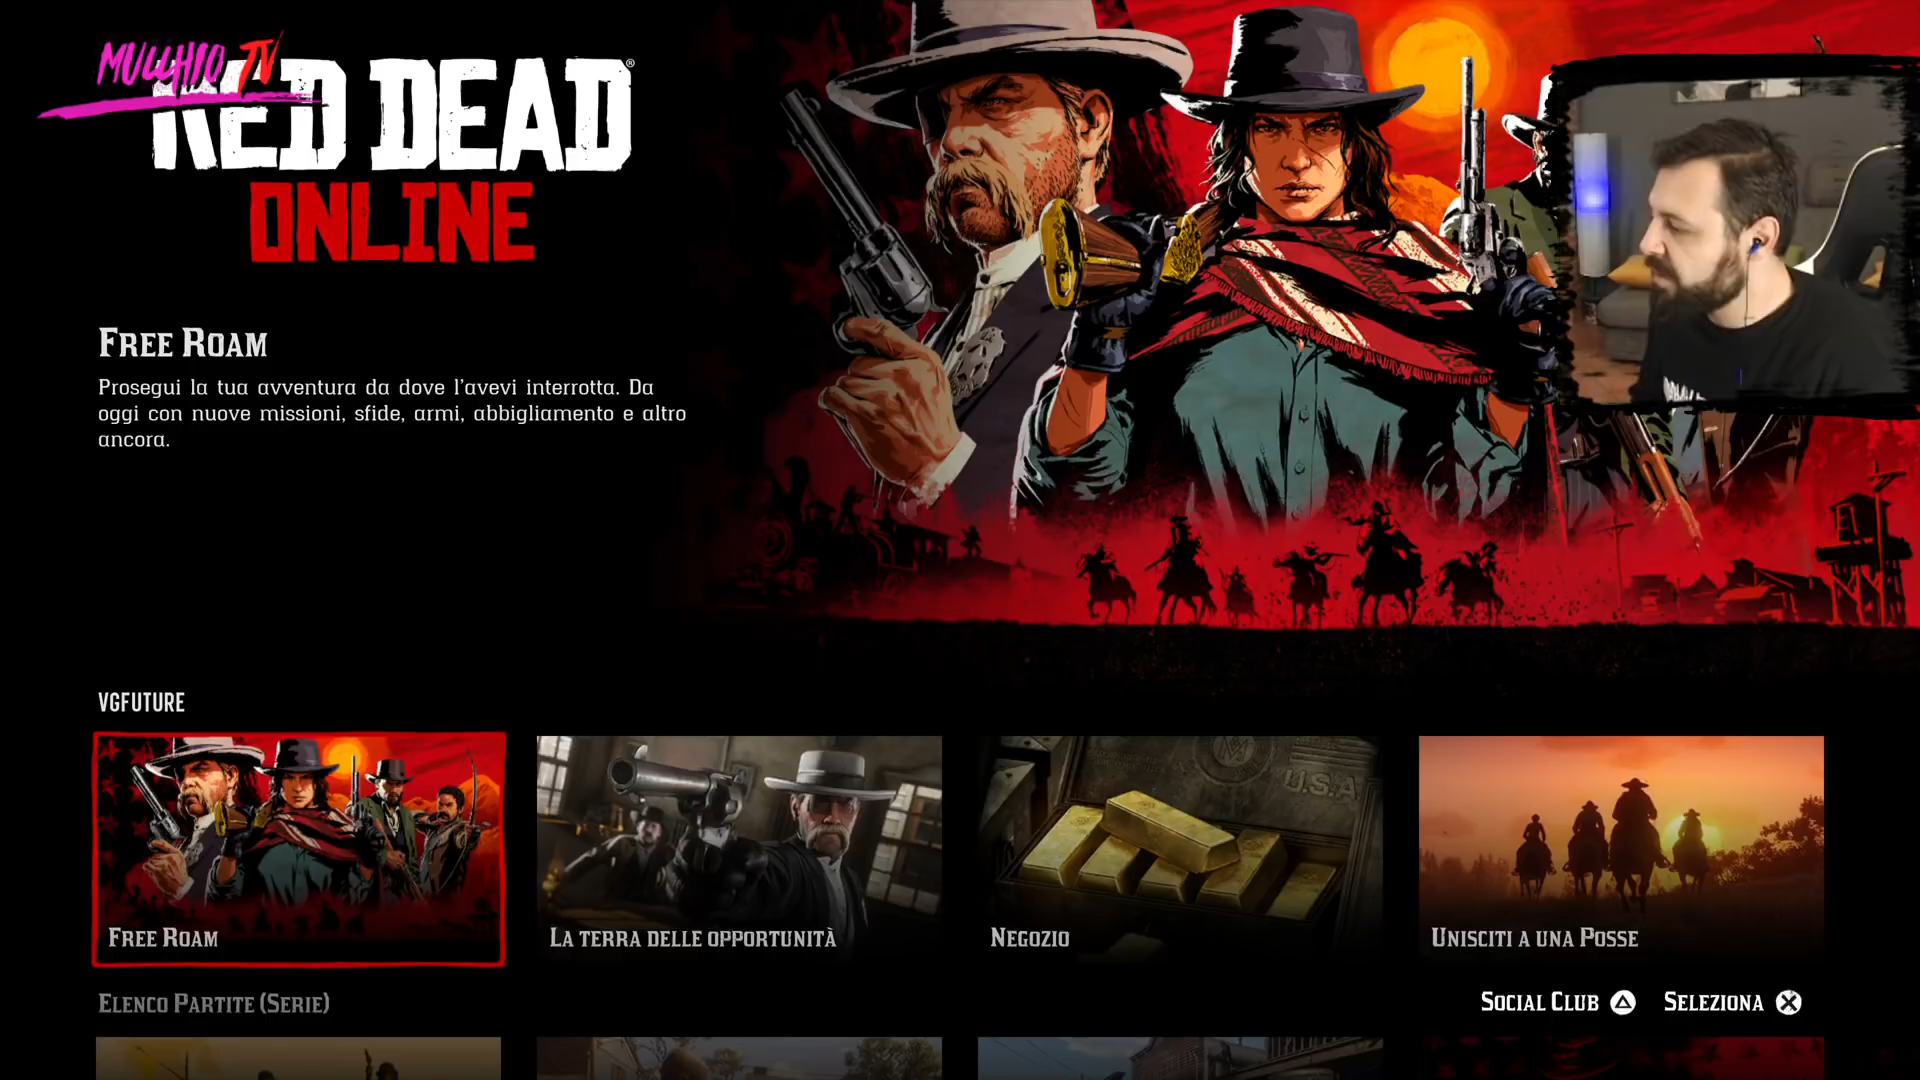 MUCCHIO TV
RED DEAD®
ONLINE
FREE ROAM
Prosegui la tua avventura da dove l'avevi interrotta. Da
oggi con nuove missioni, sfide, armi, abbigliamento e altro
ancora.
VGFUTURE
U.S.A
FREE ROAM
LA TERRA DELLE OPPORTUNITÀ
NEGOZIO
UNISCITI A UNA POSSE
ELENCO PARTITE (SERIE)
SOCIAL CLUB
SELEZIONA